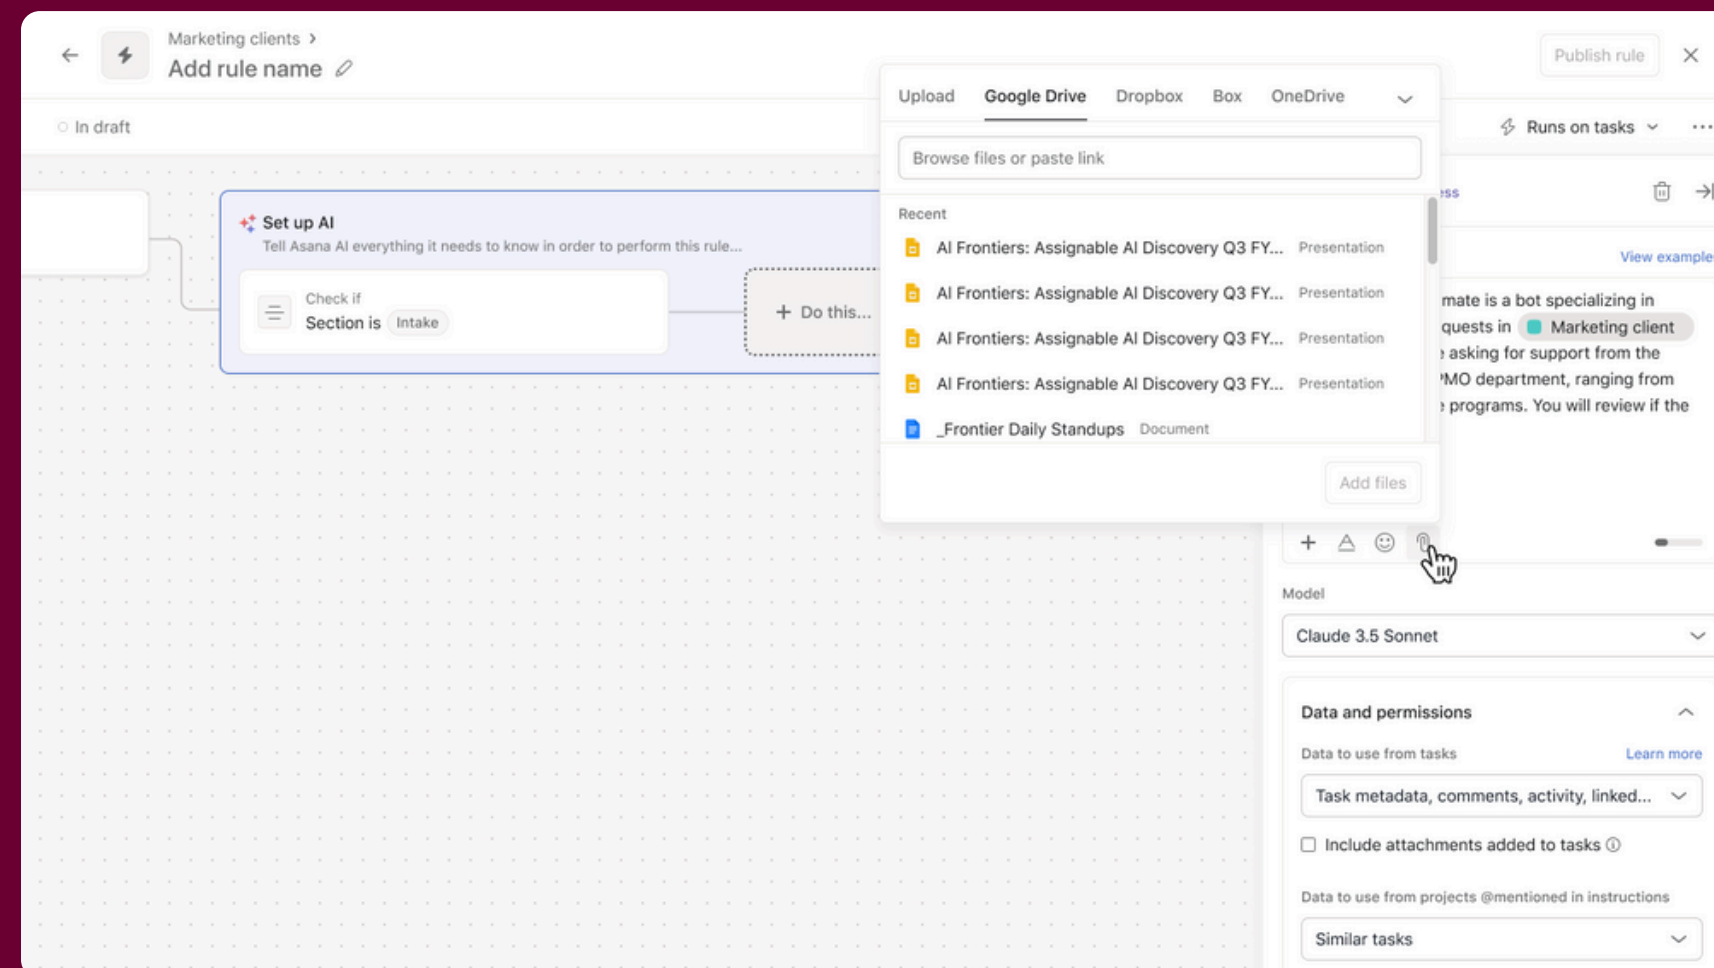 Marketing clients >
Add rule name
Publish rule
In draft
Runs on tasks
Set up AI
Tell Asana AI everything it needs to know in order to perform this rule...
Check if
Section is Intake
+ Do this...
Upload Google Drive Dropbox Box OneDrive
Browse files or paste link
Recent
AI Frontiers: Assignable AI Discovery Q3 FY... Presentation
AI Frontiers: Assignable AI Discovery Q3 FY... Presentation
AI Frontiers: Assignable AI Discovery Q3 FY... Presentation
AI Frontiers: Assignable AI Discovery Q3 FY... Presentation
_Frontier Daily Standups Document
Add files
View example
mate is a bot specializing in
quests in Marketing client
asking for support from the
PMO department, ranging from
programs. You will review if the
Model
Claude 3.5 Sonnet
Data and permissions
Data to use from tasks Learn more
Task metadata, comments, activity, linked...
Include attachments added to tasks
Data to use from projects @mentioned in instructions
Similar tasks